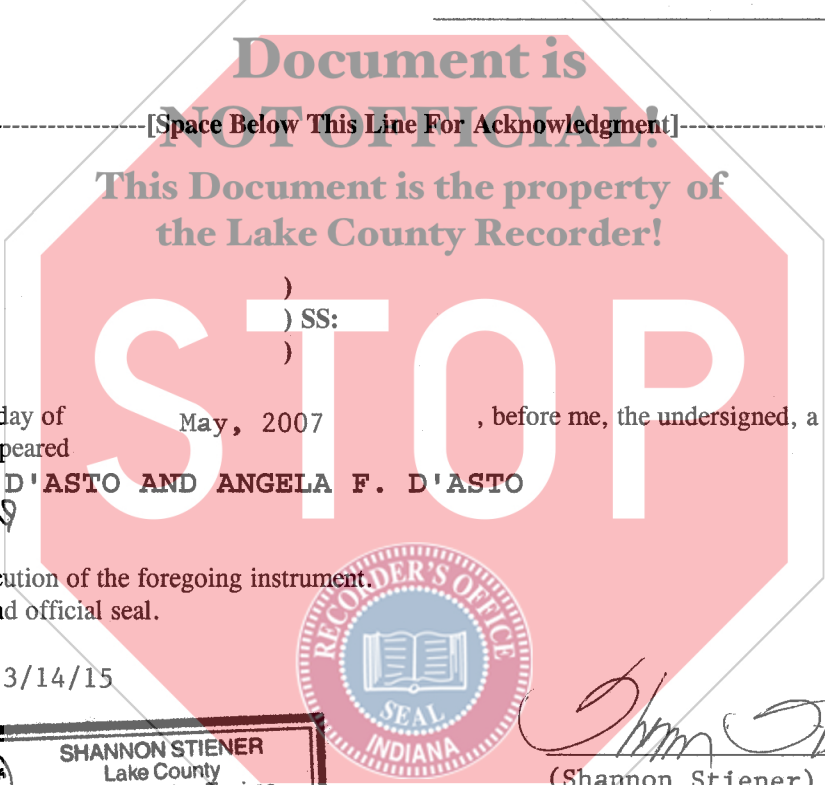 Document is
NOT OFFICIAL!
[Space Below This Line For Acknowledgment]
This Document is the property of
the Lake County Recorder!
STOP
)
) SS:
)
day of May, 2007 , before me, the undersigned, a
peared
D'ASTO AND ANGELA F. D'ASTO
cution of the foregoing instrument.
nd official seal.
RECORDER'S OFFICE
SEAL
INDIANA
3/14/15
SHANNON STIENER
Lake County
(Shannon Stiener)